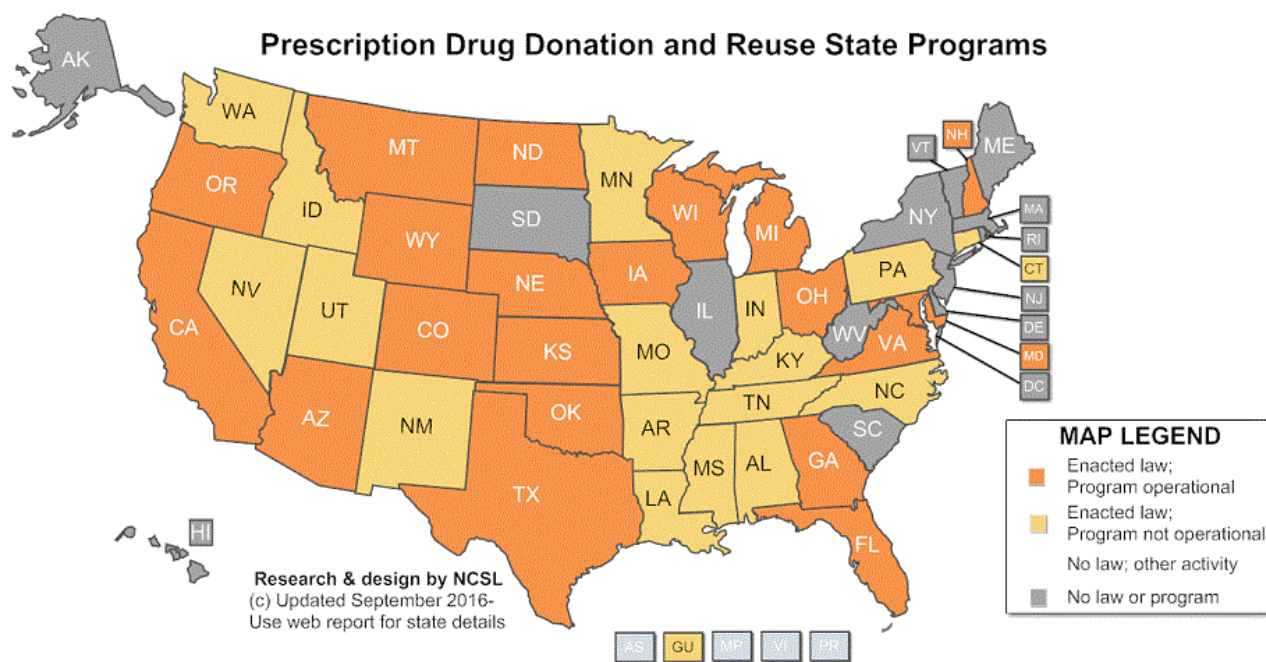 Prescription Drug Donation and Reuse State Programs
AK
WA
MT
ND
MN
OR
ID
WY
SD
WI
MI
NH
VT
ME
NY
MA
RI
CT
NJ
DE
MD
DC
NV
UT
CO
NE
IA
IL
IN
OH
PA
WV
VA
CA
KS
MO
KY
NC
TN
AZ
NM
OK
AR
SC
TX
LA
MS
AL
GA
FL
HI
MAP LEGEND
Enacted law;
Program operational
Enacted law;
Program not operational
No law; other activity
No law or program
Research & design by NCSL
(c) Updated September 2016-
Use web report for state details
AS
GU
MP
VI
PR